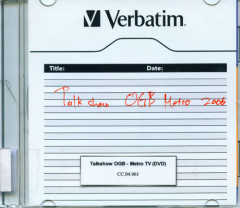 Verbatim
Title: Date:
Talk show OGB Metro 2006
Talkshow OGB - Metro TV (DVD)
CC.04.061